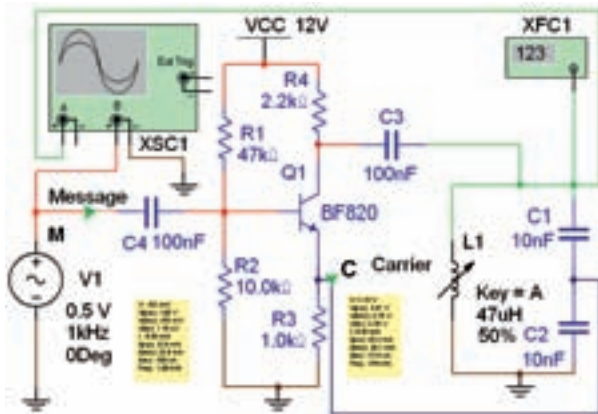 VCC 12V
XFC1
123
Ext Trig
A
B
XSC1
R4
2.2kΩ
R1
47kΩ
C3
100nF
Q1
BF820
Message
M
C4
100nF
C
Carrier
L1
C1
10nF
V1
0.5 V
1kHz
0Deg
R2
10.0kΩ
R3
1.0kΩ
Key = A
47uH
50%
C2
10nF